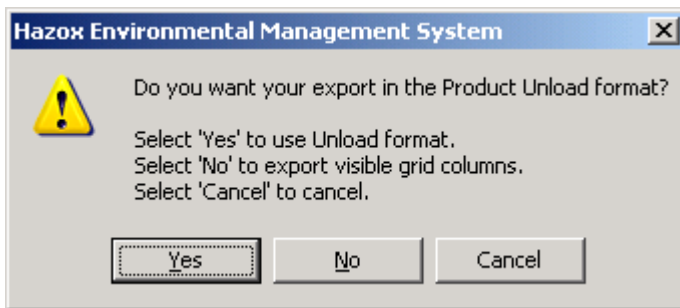 Hazox Environmental Management System
Do you want your export in the Product Unload format?
Select 'Yes' to use Unload format.
Select 'No' to export visible grid columns.
Select 'Cancel' to cancel.
Yes No Cancel